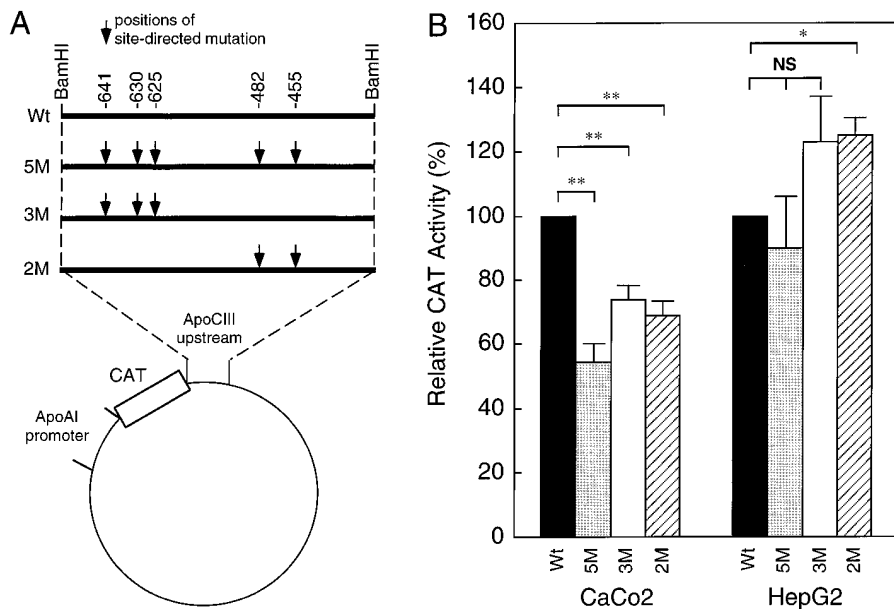 A
positions of
site-directed mutation
BamHI
-641
-630
-625
-482
-455
BamHI
Wt
5M
3M
2M
ApoCIII
upstream
CAT
ApoAI
promoter
B
Relative CAT Activity (%)
160
140
120
100
80
60
40
20
0
**
**
**
*
NS
Wt
5M
3M
2M
Wt
5M
3M
2M
CaCo2
HepG2